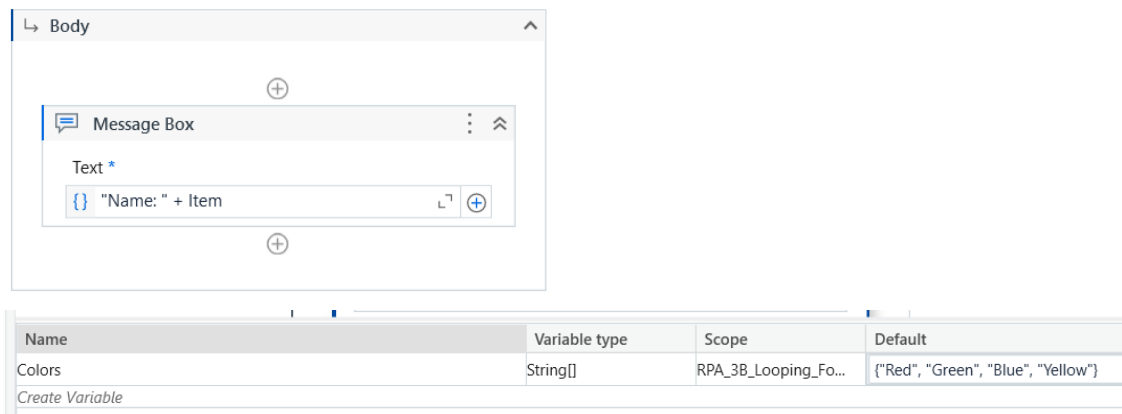 Body
Message Box
Text *
{} "Name: " + Item
Name Variable type Scope Default
Colors String[] RPA_3B_Looping_Fo... {"Red", "Green", "Blue", "Yellow"}
Create Variable